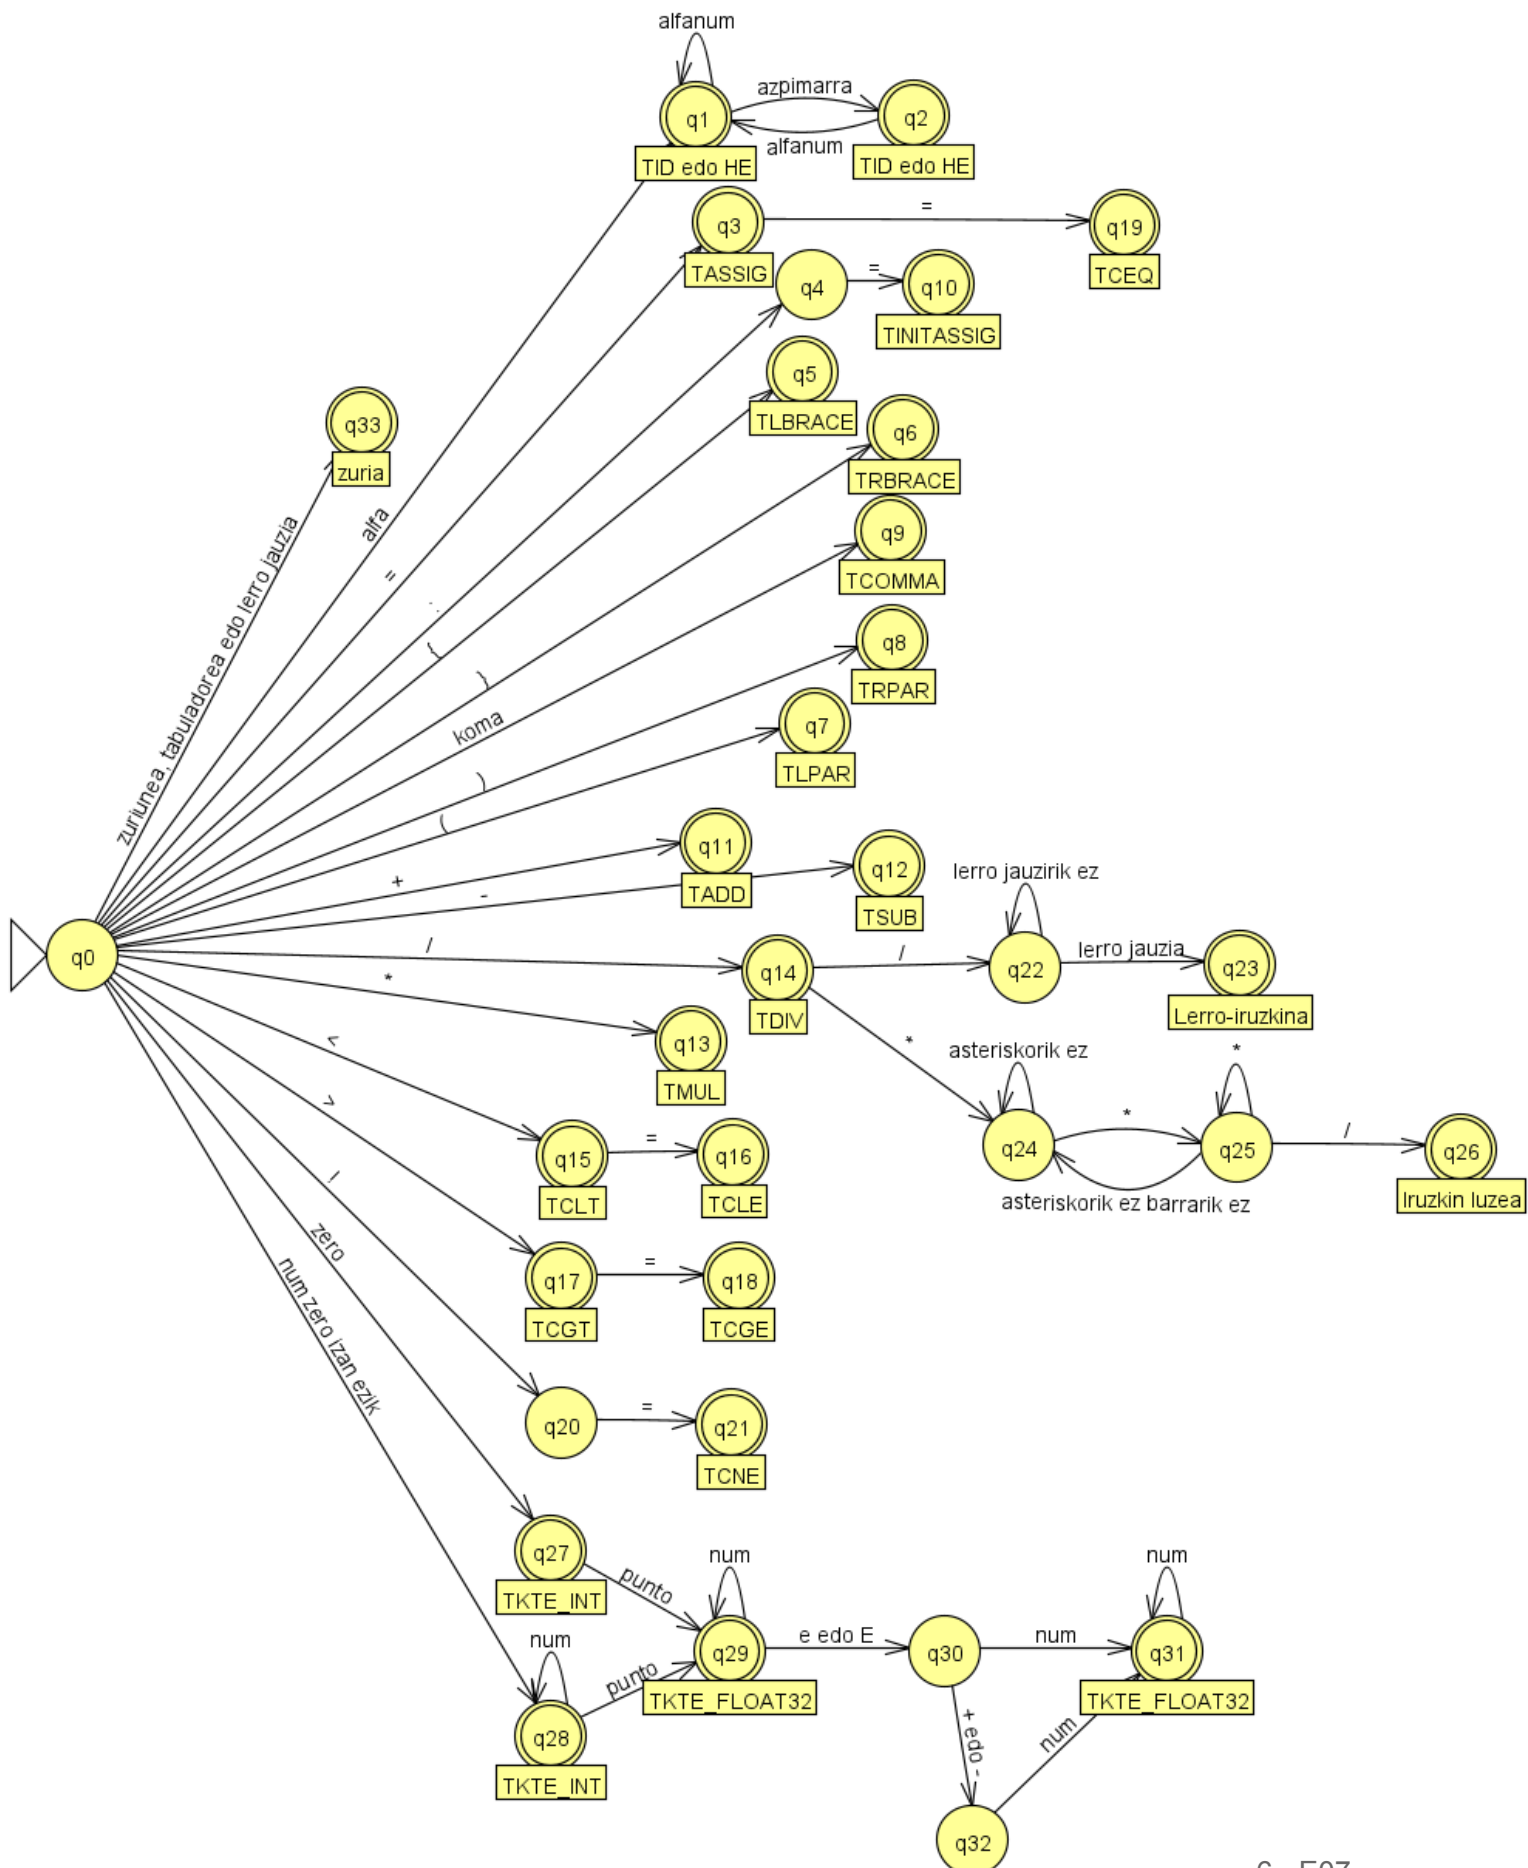 alfanum
q1
TID edo HE
azpimarra
alfanum
q2
TID edo HE
q3
TASSIG
=
q19
TCEQ
q4
=
q10
TINITASSIG
q5
TLBRACE
q33
zuria
q6
TRBRACE
q9
TCOMMA
q8
TRPAR
q7
TLPAR
zuriunea, tabuladorea edo lerro jauzia
alfa
=
:
{
}
koma
)
(
q11
TADD
+
-
q12
TSUB
q0
/
q14
TDIV
/
lerro jauzirik ez
q22
lerro jauzia
q23
Lerro-iruzkina
*
q13
TMUL
*
asteriskorik ez
q24
*
*
q25
asteriskorik ez barrarik ez
/
q26
Iruzkin luzea
<
q15
TCLT
=
q16
TCLE
>
q17
TCGT
=
q18
TCGE
!
q20
=
q21
TCNE
zero
q27
TKTE_INT
punto
num zero izan ezik
num
q28
TKTE_INT
punto
num
q29
TKTE_FLOAT32
e edo E
q30
num
num
q31
TKTE_FLOAT32
+ edo -
q32
num